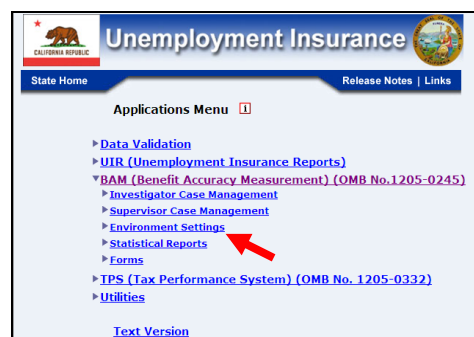 CALIFORNIA REPUBLIC
Unemployment Insurance
State Home
Release Notes | Links
Applications Menu i
Data Validation
UIR (Unemployment Insurance Reports)
BAM (Benefit Accuracy Measurement) (OMB No.1205-0245)
Investigator Case Management
Supervisor Case Management
Environment Settings
Statistical Reports
Forms
TPS (Tax Performance System) (OMB No. 1205-0332)
Utilities
Text Version